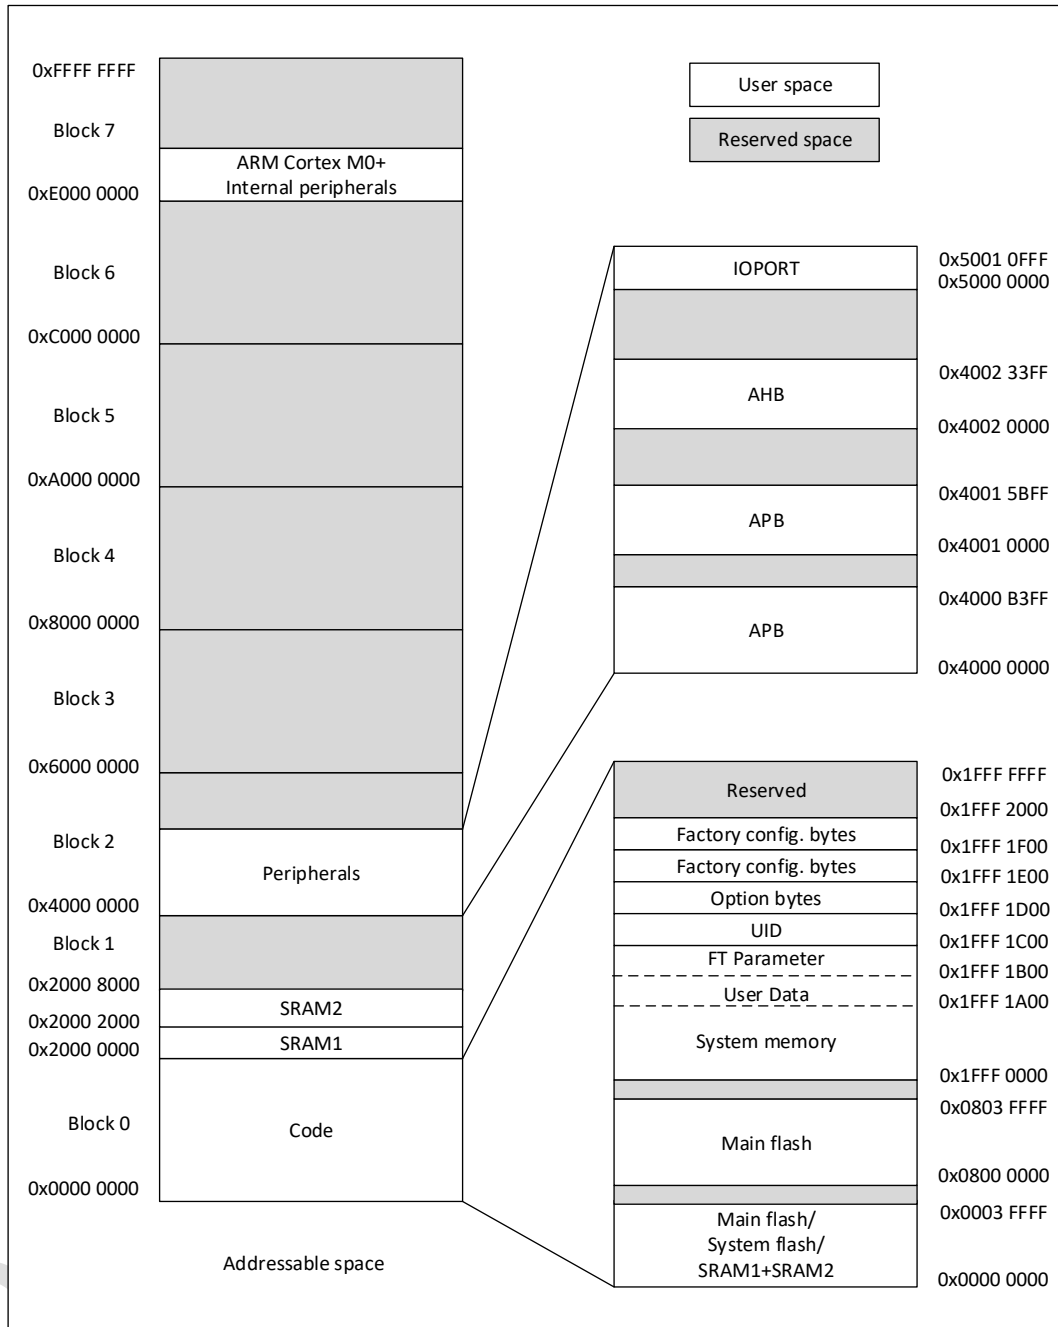 0xFFFF FFFF
Block 7
ARM Cortex M0+
Internal peripherals
0xE000 0000
Block 6
0xC000 0000
Block 5
0xA000 0000
Block 4
0x8000 0000
Block 3
0x6000 0000
Block 2
Peripherals
0x4000 0000
Block 1
0x2000 8000
SRAM2
0x2000 2000
SRAM1
0x2000 0000
Block 0
Code
0x0000 0000
Addressable space
User space
Reserved space
IOPORT
0x5001 0FFF
0x5000 0000
0x4002 33FF
AHB
0x4002 0000
0x4001 5BFF
APB
0x4001 0000
0x4000 B3FF
APB
0x4000 0000
0x1FFF FFFF
Reserved
0x1FFF 2000
Factory config. bytes
0x1FFF 1F00
Factory config. bytes
0x1FFF 1E00
Option bytes
0x1FFF 1D00
UID
0x1FFF 1C00
FT Parameter
0x1FFF 1B00
User Data
0x1FFF 1A00
System memory
0x1FFF 0000
0x0803 FFFF
Main flash
0x0800 0000
0x0003 FFFF
Main flash/
System flash/
SRAM1+SRAM2
0x0000 0000